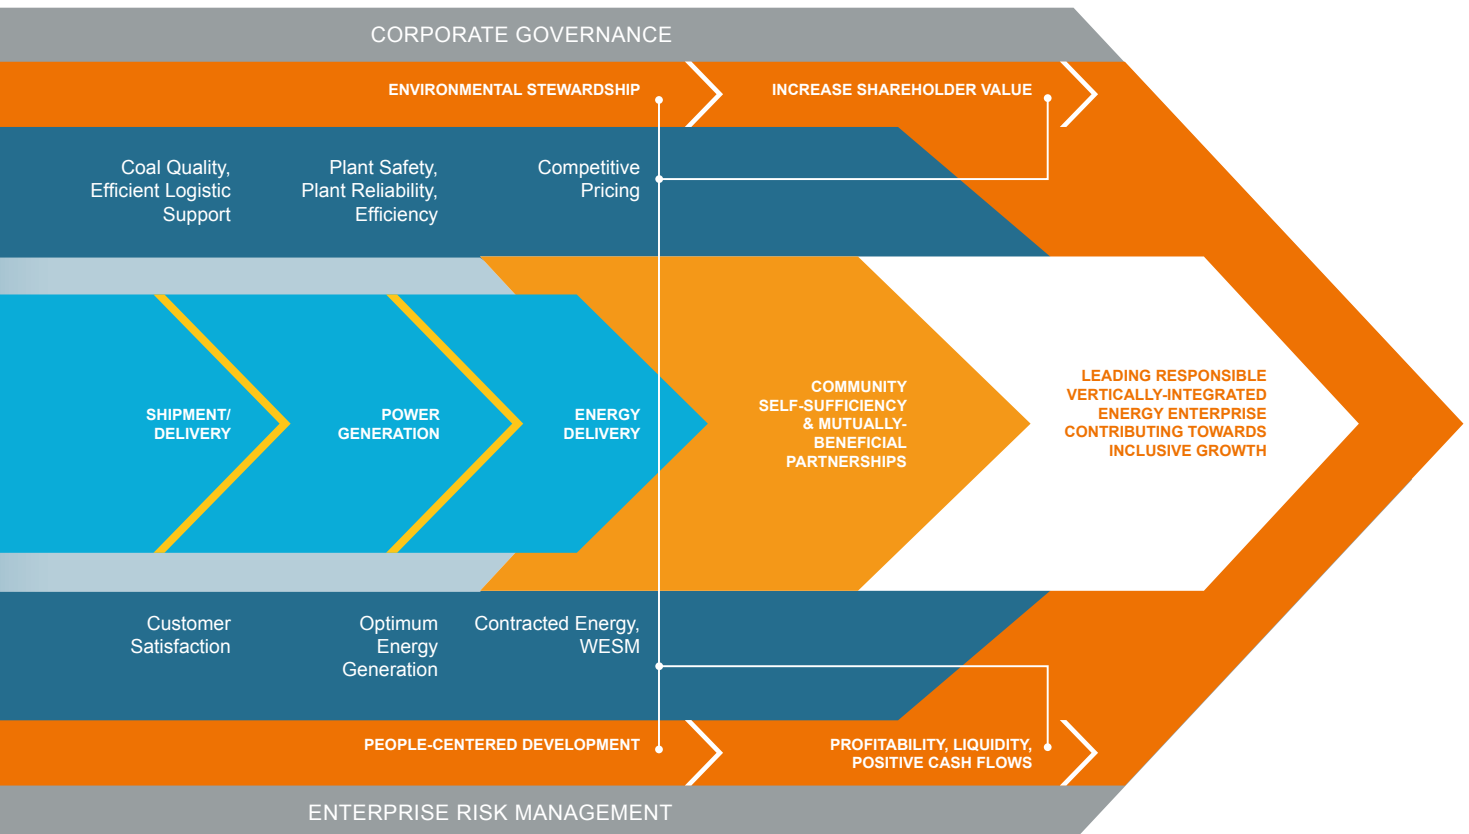 CORPORATE GOVERNANCE
ENVIRONMENTAL STEWARDSHIP
INCREASE SHAREHOLDER VALUE
Coal Quality,
Efficient Logistic
Support
Plant Safety,
Plant Reliability,
Efficiency
Competitive
Pricing
SHIPMENT/
DELIVERY
POWER
GENERATION
ENERGY
DELIVERY
COMMUNITY
SELF-SUFFICIENCY
& MUTUALLY-
BENEFICIAL
PARTNERSHIPS
LEADING RESPONSIBLE
VERTICALLY-INTEGRATED
ENERGY ENTERPRISE
CONTRIBUTING TOWARDS
INCLUSIVE GROWTH
Customer
Satisfaction
Optimum
Energy
Generation
Contracted Energy,
WESM
PEOPLE-CENTERED DEVELOPMENT
PROFITABILITY, LIQUIDITY,
POSITIVE CASH FLOWS
ENTERPRISE RISK MANAGEMENT